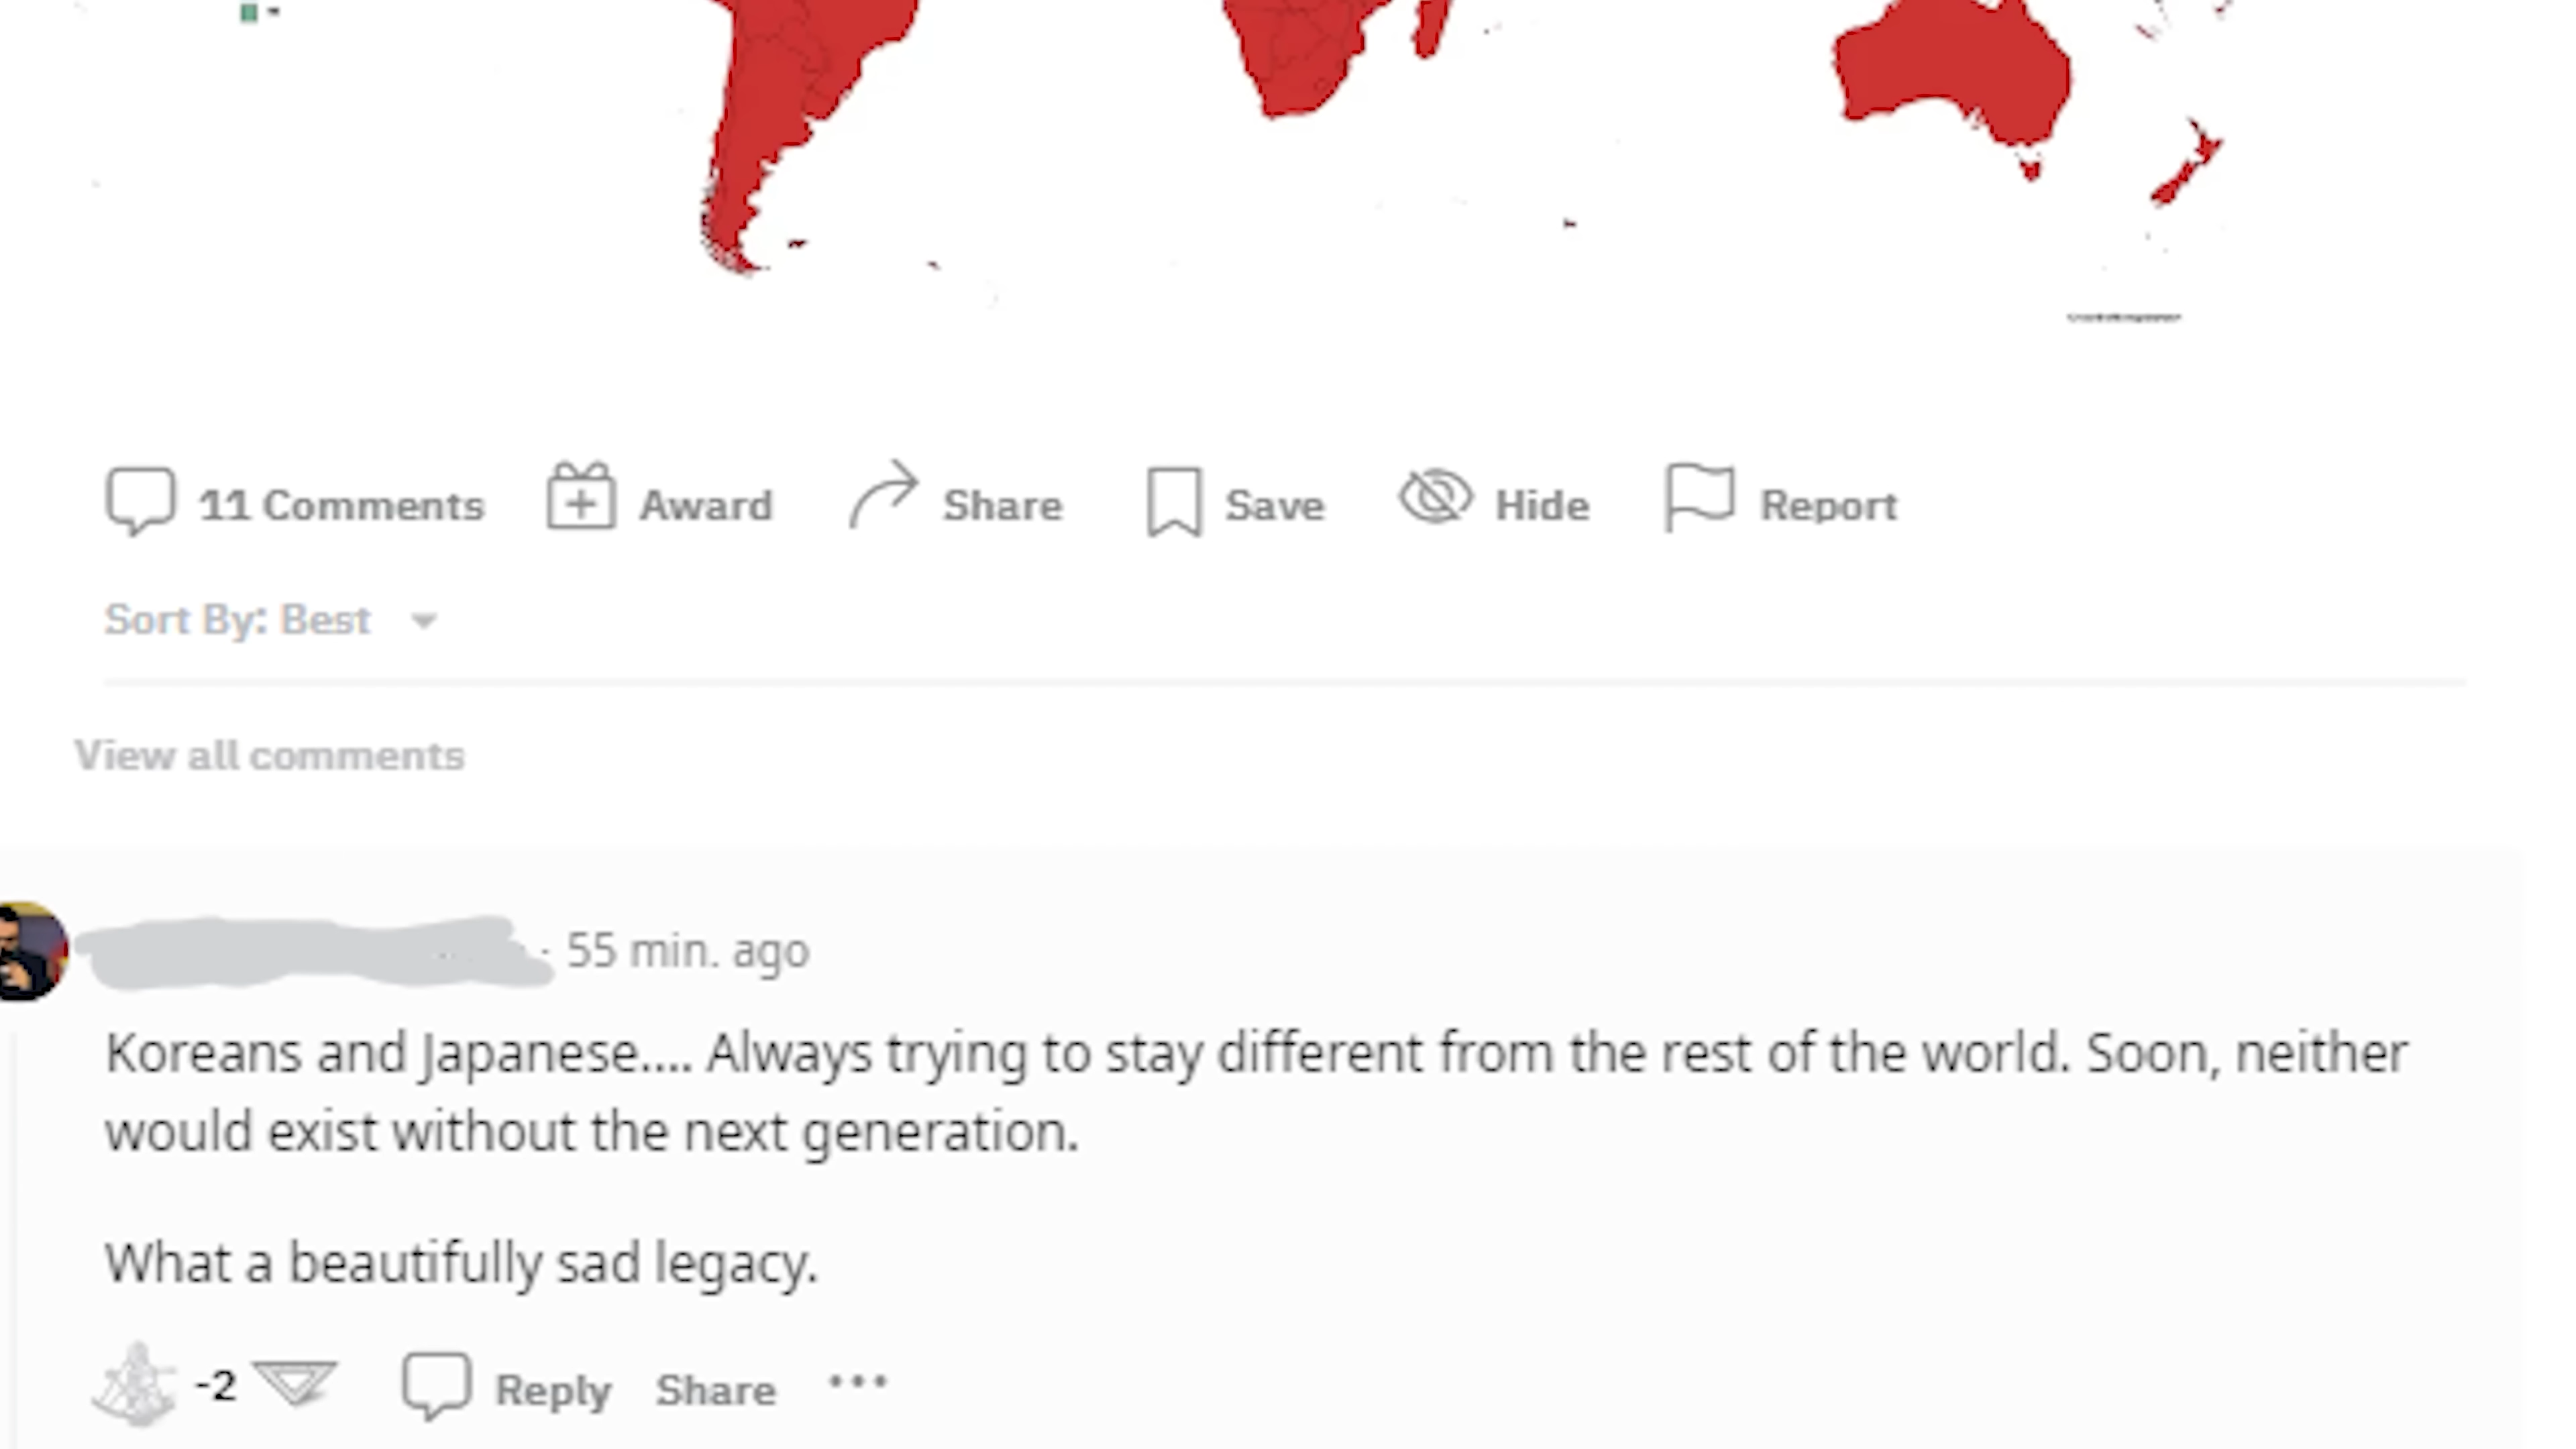 11 Comments Award Share Save Hide Report
Sort By: Best
View all comments
· 55 min. ago
Koreans and Japanese.... Always trying to stay different from the rest of the world. Soon, neither
would exist without the next generation.
What a beautifully sad legacy.
-2 Reply Share ...